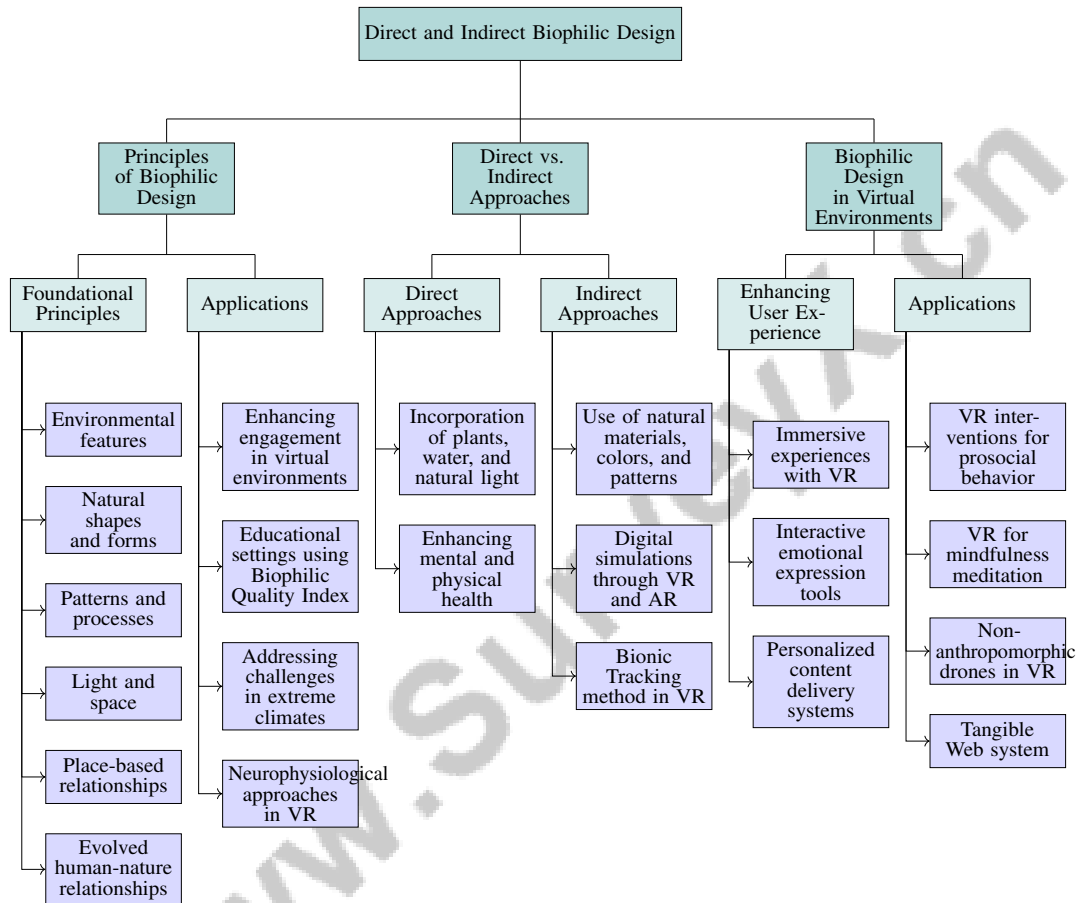 Direct and Indirect Biophilic Design
Principles
of Biophilic
Design
Direct vs.
Indirect
Approaches
Biophilic
Design
in Virtual
Environments
Foundational
Principles
Applications
Direct
Approaches
Indirect
Approaches
Enhancing
User Ex-
perience
Applications
Environmental
features
Natural
shapes
and forms
Patterns and
processes
Light and
space
Place-based
relationships
Evolved
human-nature
relationships
Enhancing
engagement
in virtual
environments
Educational
settings using
Biophilic
Quality Index
Addressing
challenges
in extreme
climates
Neurophysiological
approaches
in VR
Incorporation
of plants,
water, and
natural light
Enhancing
mental and
physical
health
Use of natural
materials,
colors, and
patterns
Digital
simulations
through VR
and AR
Bionic
Tracking
method in VR
Immersive
experiences
with VR
Interactive
emotional
expression
tools
Personalized
content
delivery
systems
VR inter-
ventions for
prosocial
behavior
VR for
mindfulness
meditation
Non-
anthropomorphic
drones in VR
Tangible
Web system
www.Surveyx.cn